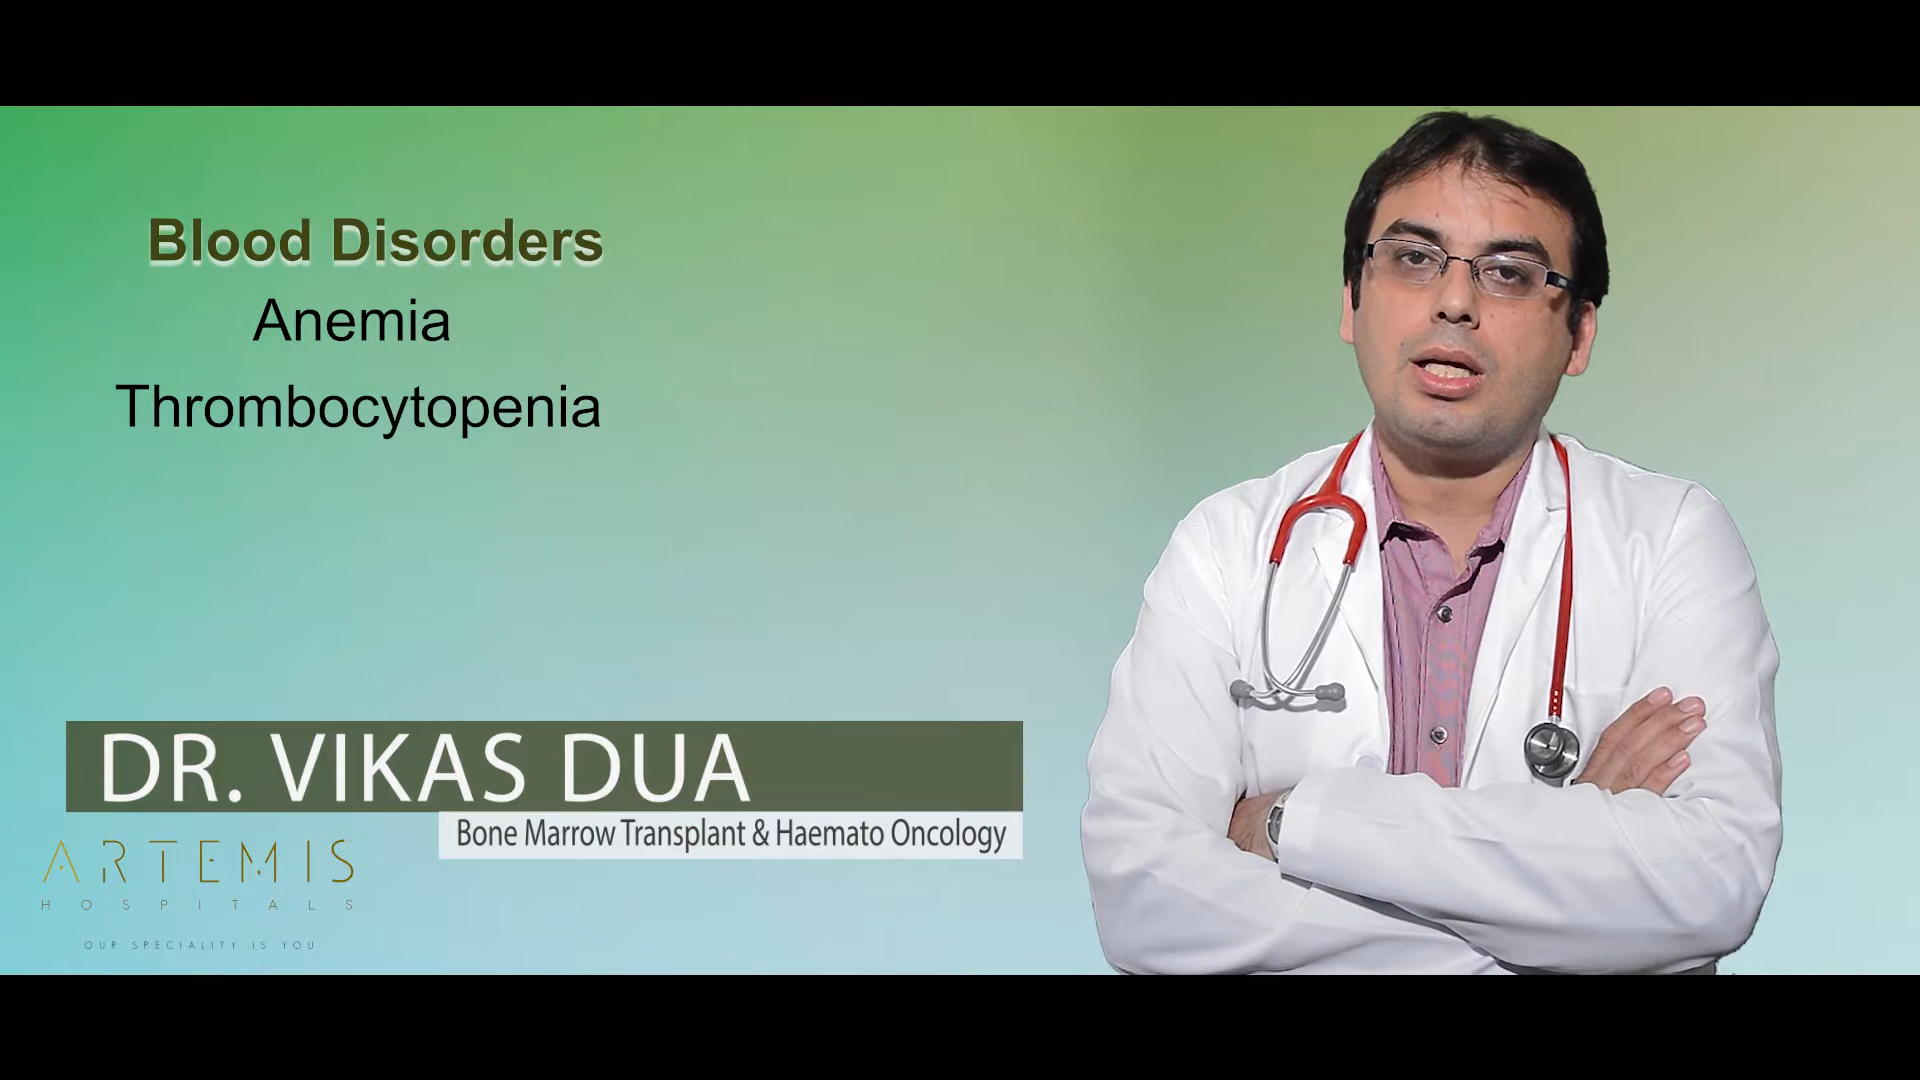 Blood Disorders
Anemia
Thrombocytopenia
DR. VIKAS DUA
Bone Marrow Transplant & Haemato Oncology
ARTEMIS
HOSPITALS
OUR SPECIALITY IS YOU